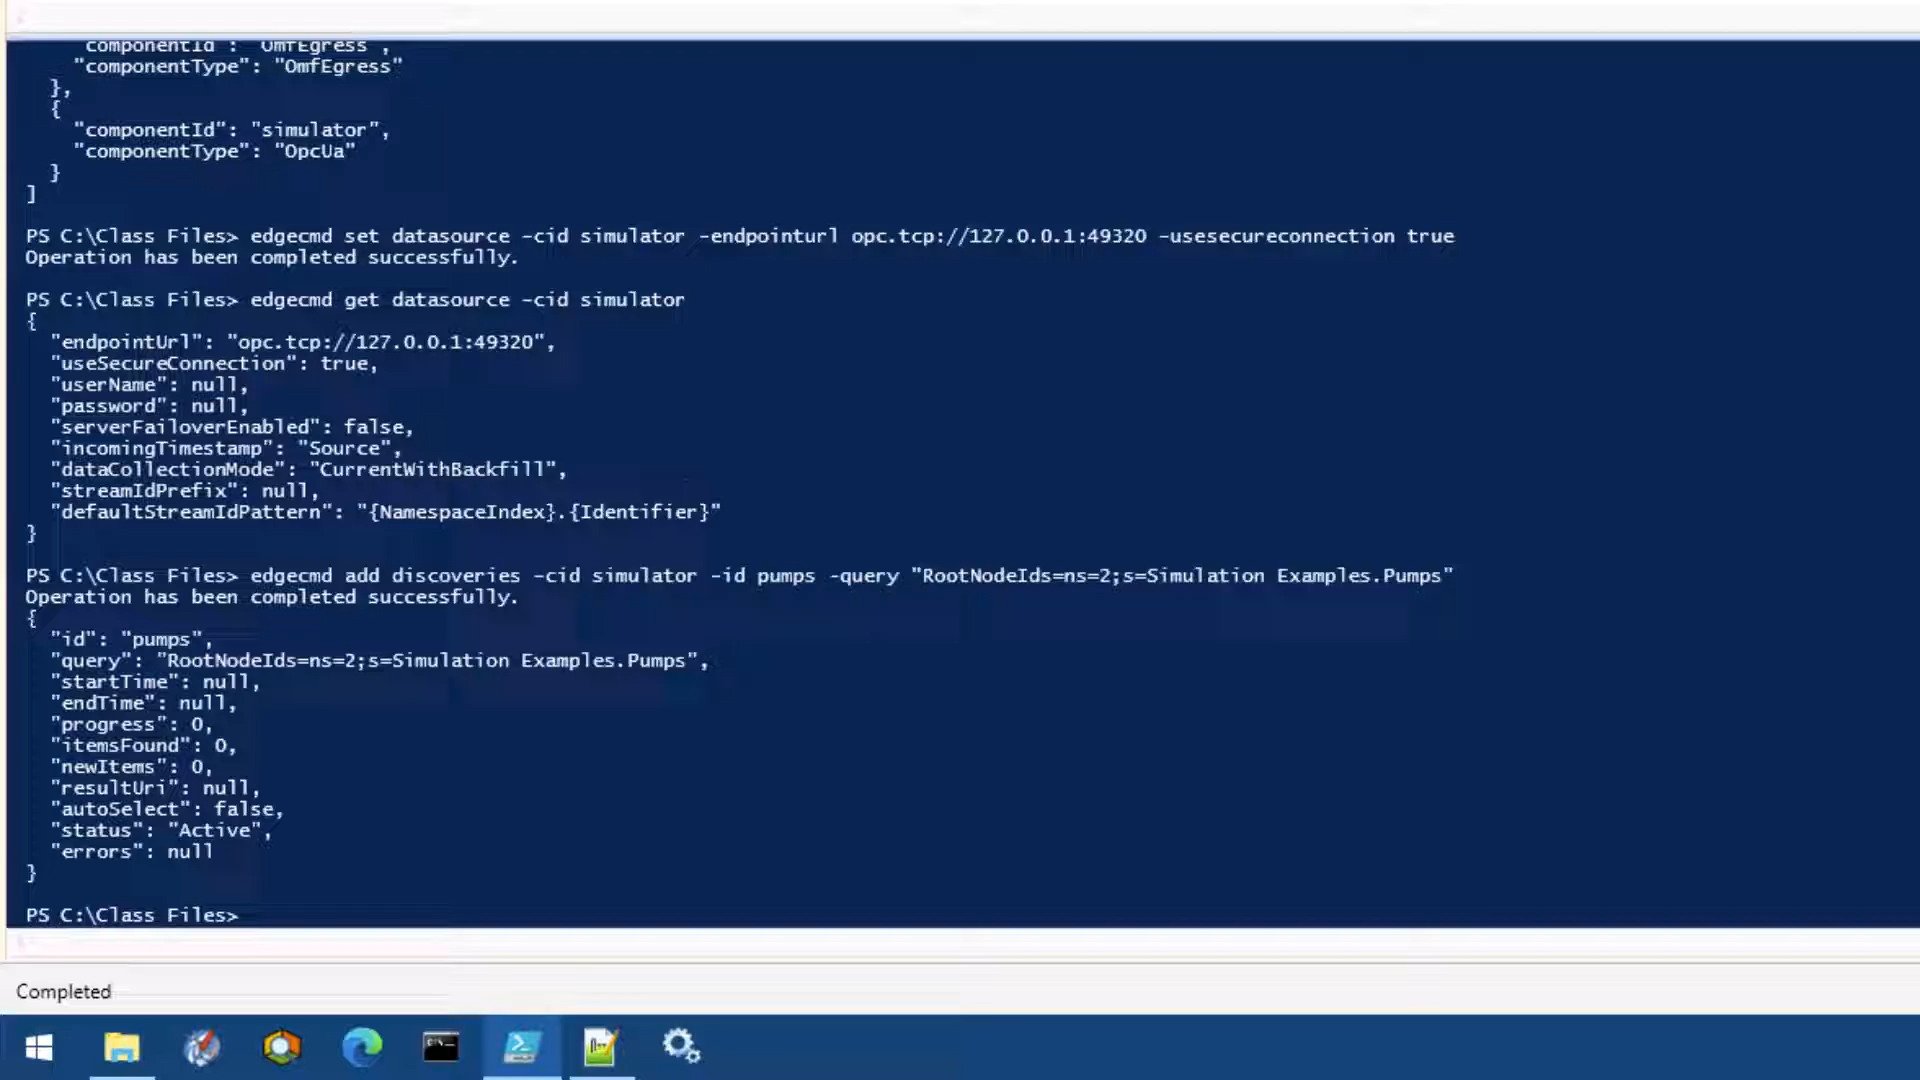 "componentId": "OmfEgress",
"componentType": "OmfEgress"
},
{
"componentId": "simulator",
"componentType": "OpcUa"
}
]
PS C:\Class Files> edgecmd set datasource -cid simulator -endpointurl opc.tcp://127.0.0.1:49320 -usesecureconnection true
Operation has been completed successfully.
PS C:\Class Files> edgecmd get datasource -cid simulator
{
"endpointUrl": "opc.tcp://127.0.0.1:49320",
"useSecureConnection": true,
"userName": null,
"password": null,
"serverFailoverEnabled": false,
"incomingTimestamp": "Source",
"dataCollectionMode": "CurrentWithBackfill",
"streamIdPrefix": null,
"defaultStreamIdPattern": "{NamespaceIndex}.{Identifier}"
}
PS C:\Class Files> edgecmd add discoveries -cid simulator -id pumps -query "RootNodeIds=ns=2;s=Simulation Examples.Pumps"
Operation has been completed successfully.
{
"id": "pumps",
"query": "RootNodeIds=ns=2;s=Simulation Examples.Pumps",
"startTime": null,
"endTime": null,
"progress": 0,
"itemsFound": 0,
"newItems": 0,
"resultUri": null,
"autoSelect": false,
"status": "Active",
"errors": null
}
PS C:\Class Files>
Completed